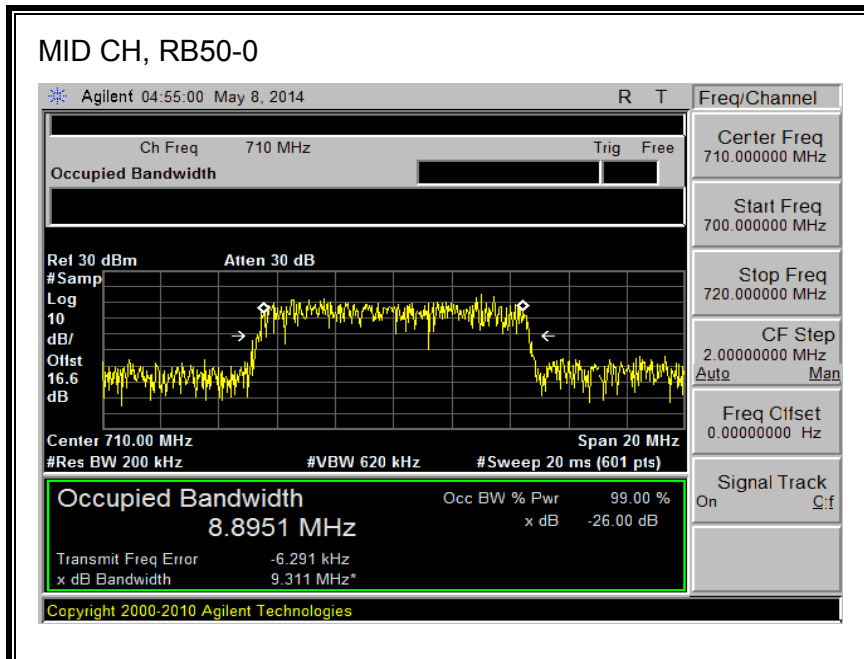 MID CH, RB50-0
Agilent 04:55:00 May 8, 2014 R T
Freq/Channel
Ch Freq 710 MHz Trig Free
Occupied Bandwidth
Center Freq
710.000000 MHz
Start Freq
700.000000 MHz
Ref 30 dBm Atten 30 dB
#Samp
Log
10
dB/
Offst
16.6
dB
Stop Freq
720.000000 MHz
CF Step
2.00000000 MHz
Auto Man
Freq Offset
0.00000000 Hz
Center 710.00 MHz Span 20 MHz
#Res BW 200 kHz #VBW 620 kHz #Sweep 20 ms (601 pts)
Signal Track
On Off
Occupied Bandwidth Occ BW % Pwr 99.00 %
8.8951 MHz x dB -26.00 dB
Transmit Freq Error -6.291 kHz
x dB Bandwidth 9.311 MHz*
Copyright 2000-2010 Agilent Technologies